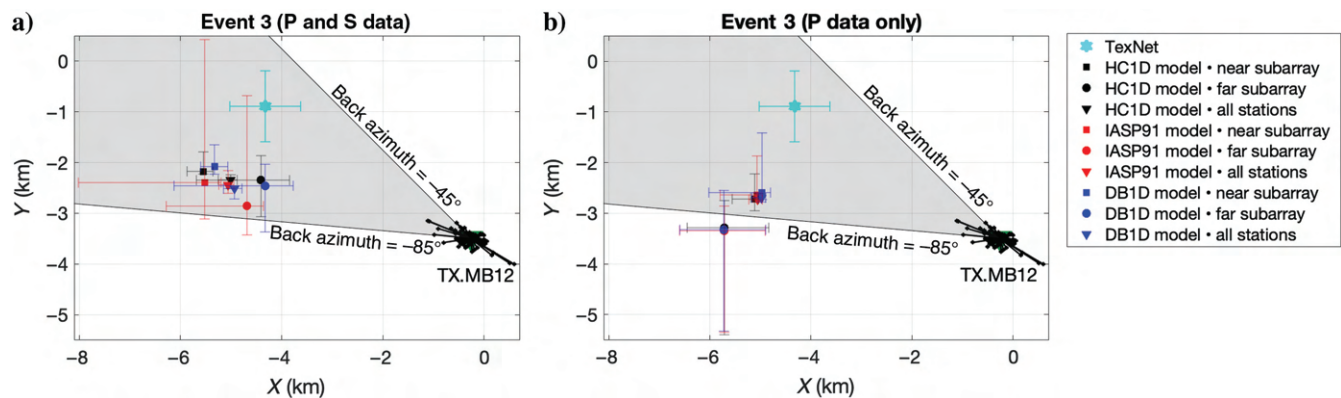 a)
Event 3 (P and S data)
0
−1
−2
−3
−4
−5
Y (km)
−8
−6
−4
−2
0
X (km)
Back azimuth = −45°
Back azimuth = −85°
TX.MB12
b)
Event 3 (P data only)
0
−1
−2
−3
−4
−5
Y (km)
−8
−6
−4
−2
0
X (km)
Back azimuth = −45°
Back azimuth = −85°
TX.MB12
TexNet
HC1D model • near subarray
HC1D model • far subarray
HC1D model • all stations
IASP91 model • near subarray
IASP91 model • far subarray
IASP91 model • all stations
DB1D model • near subarray
DB1D model • far subarray
DB1D model • all stations